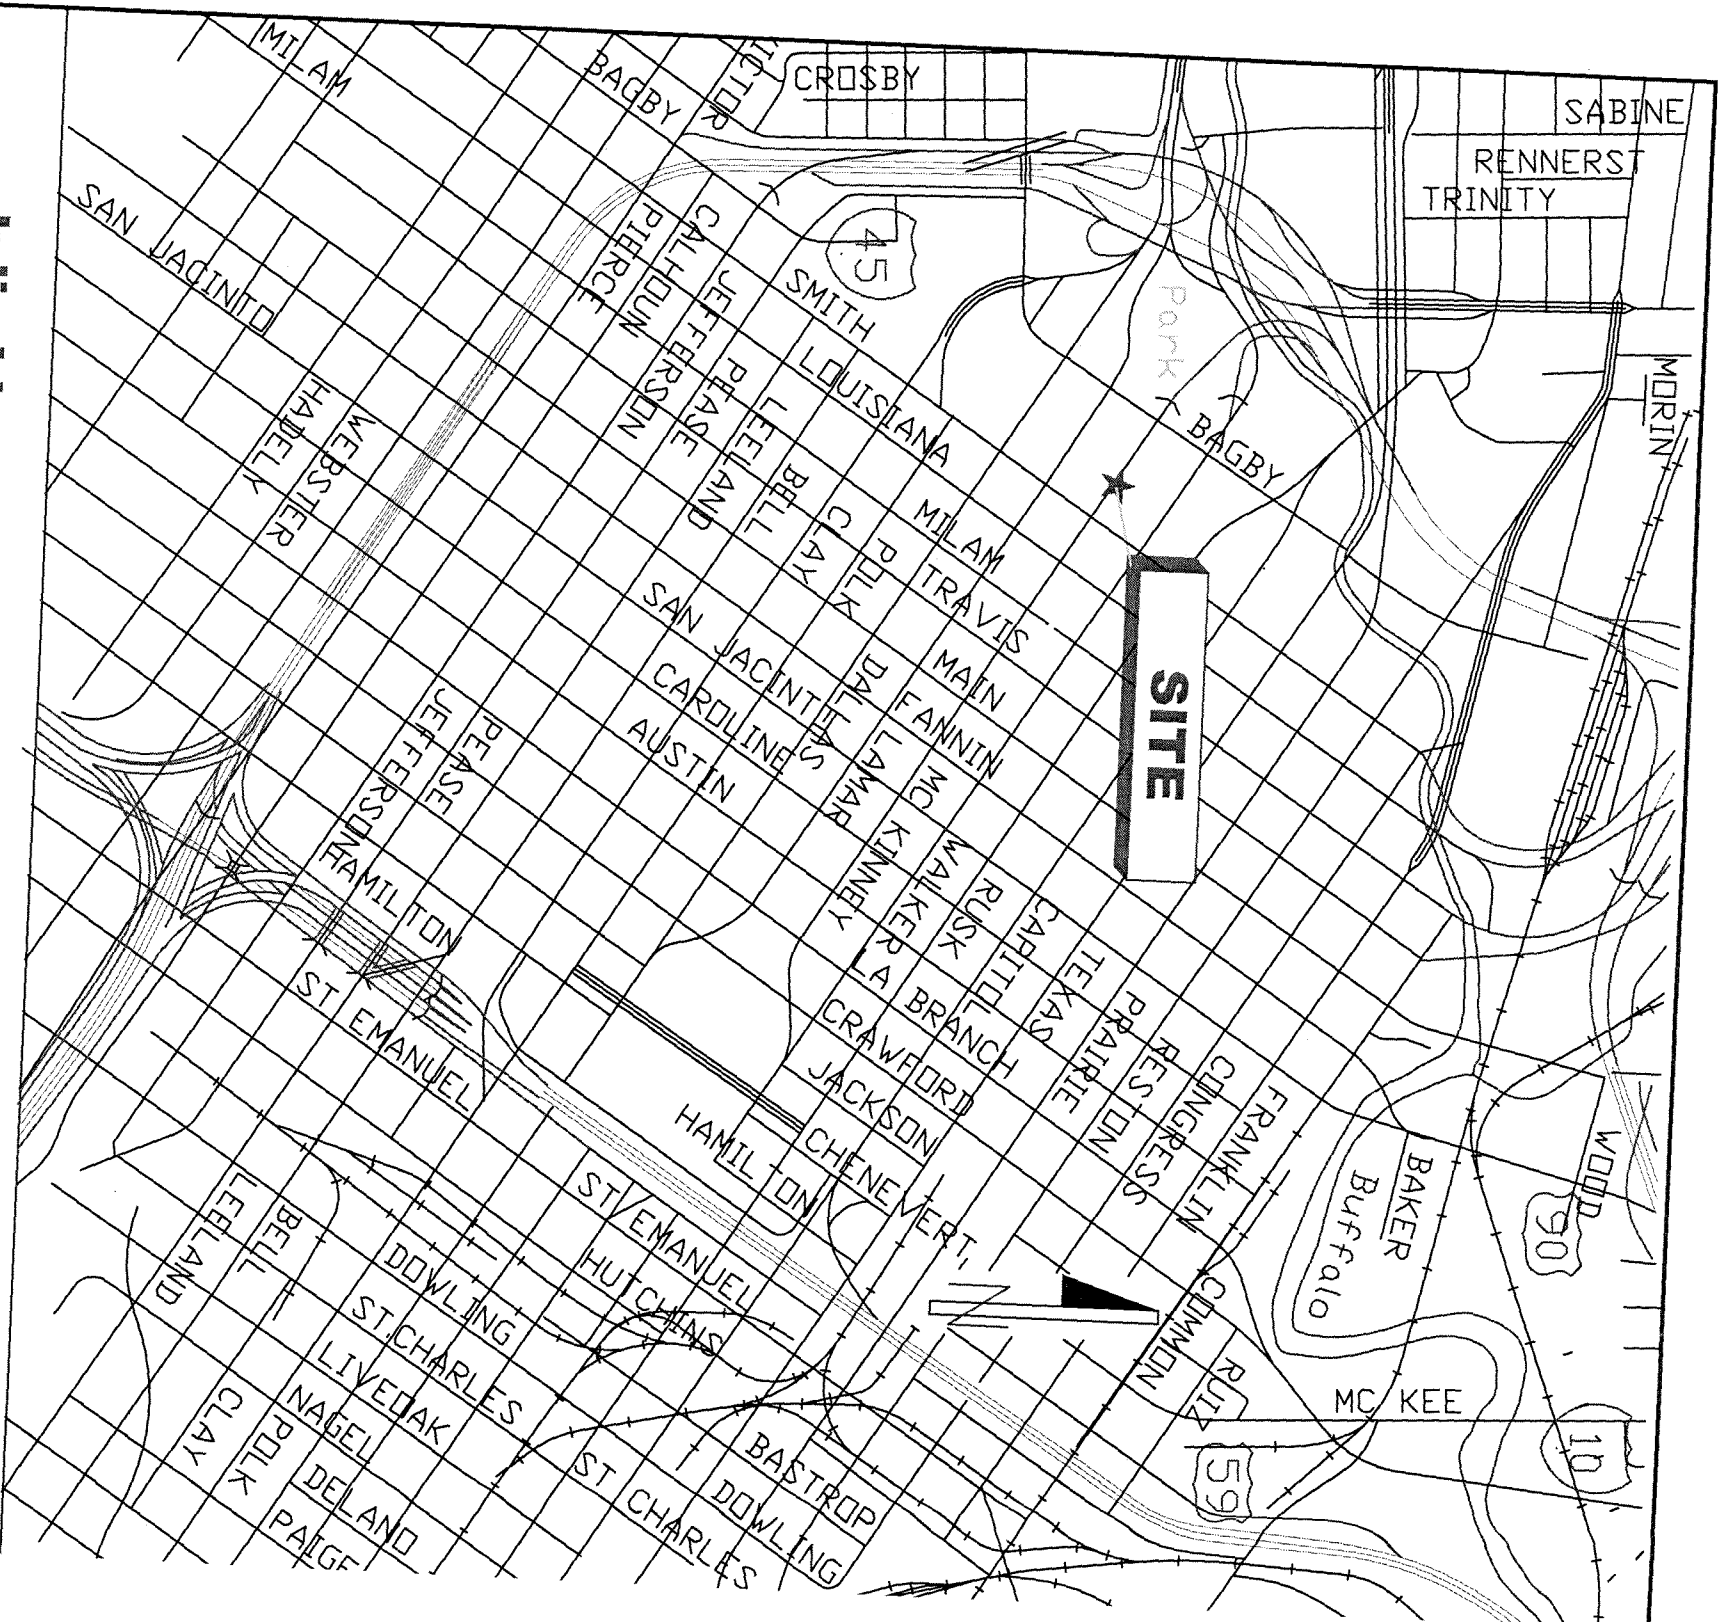 MILAM
BAGBY
VICTOR
CROSBY
SABINE
RENNERST
TRINITY
SAN JACINTO
45
CALHOUN
PIERCE
SMITH
JEFFERSON
PEASE
LOUISIANA
Park
MORIN
HADELY
WEBSTER
LEELAND
BELL
CLAY
POLK
BAGBY
MILAM
TRAVIS
MAIN
FANNIN
SAN JACINTO
CAROLINE
AUSTIN
DALLAS
LAMAR
MC KINNEY
WALKER
RUSK
CAPITOL
TEXAS
PRAIRIE
PRESTON
CONGRESS
FRANKLIN
SITE
PEASE
JEFFERSON
HAMILTON
LA BRANCH
CRAWFORD
JACKSON
CHENEVERT,
HAMILTON
ST EMANUEL
ST EMANUEL
HUTCHINS
N
BAKER
Buffalo
WOOD
90
COMMON
RUIZ
MC KEE
10
59
BELL
LEELAND
DOWLING
ST.CHARLES
LIVEOAK
NAGEL
DELANO
PAIGE
POLK
CLAY
BASTROP
DOWLING
ST CHARLES